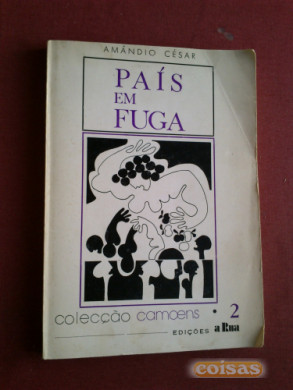 AMÂNDIO CÉSAR
PAÍS
EM
FUGA
colecção camoens • 2
EDIÇÕES a Rua
coisas